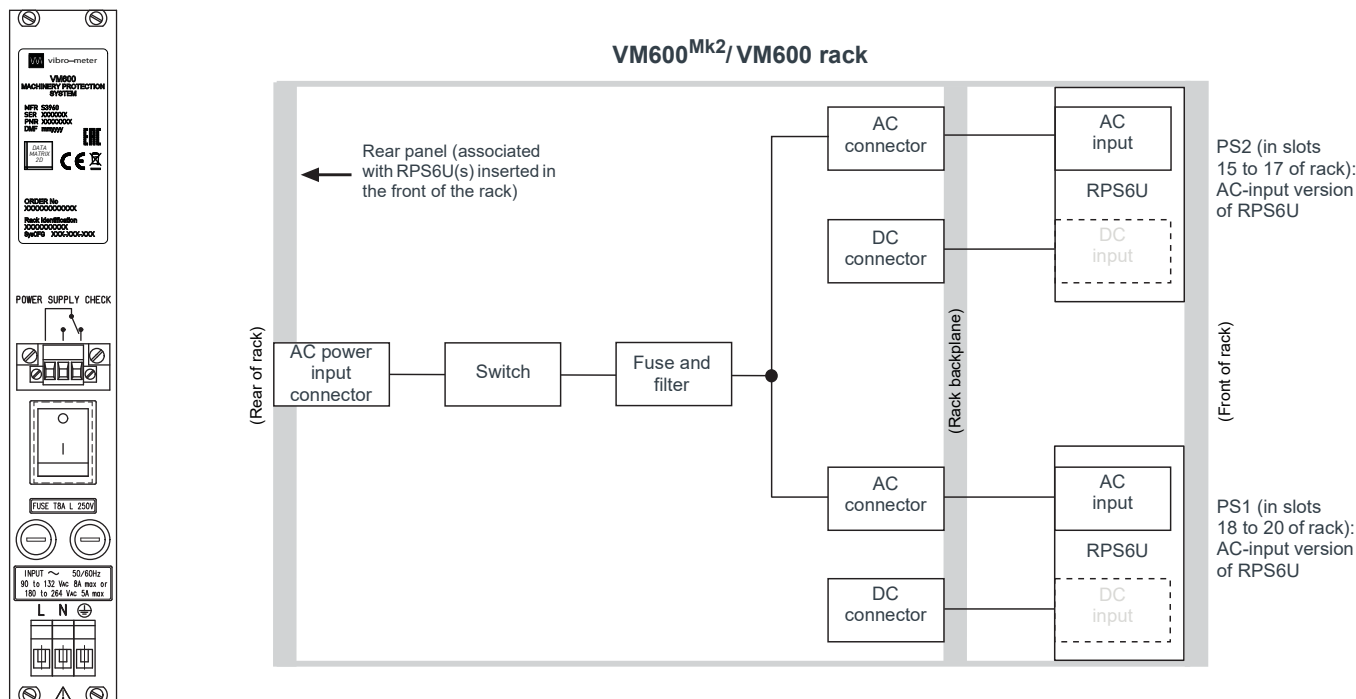 vibro-meter
VM600
MACHINERY PROTECTION
SYSTEM
MFR S3960
SER XXXXXXX
PNR XXXXXXXX
DMF mmyyyy
EAC
DATA
MATRIX
2D
CE
ORDER No
XXXXXXXXXXXX
Rack Identification
XXXXXXXXXX
SysCFG XXX-XXX-XXX
POWER SUPPLY CHECK
O
I
FUSE T8A L 250V
INPUT ~ 50/60Hz
90 to 132 VAC 8A max or
180 to 264 VAC 5A max
L N
VM600Mk2/ VM600 rack
Rear panel (associated
with RPS6U(s) inserted in
the front of the rack)
(Rear of rack)
AC power
input
connector
Switch
Fuse and
filter
AC
connector
DC
connector
AC
connector
DC
connector
(Rack backplane)
AC
input
RPS6U
DC
input
AC
input
RPS6U
DC
input
(Front of rack)
PS2 (in slots
15 to 17 of rack):
AC-input version
of RPS6U
PS1 (in slots
18 to 20 of rack):
AC-input version
of RPS6U